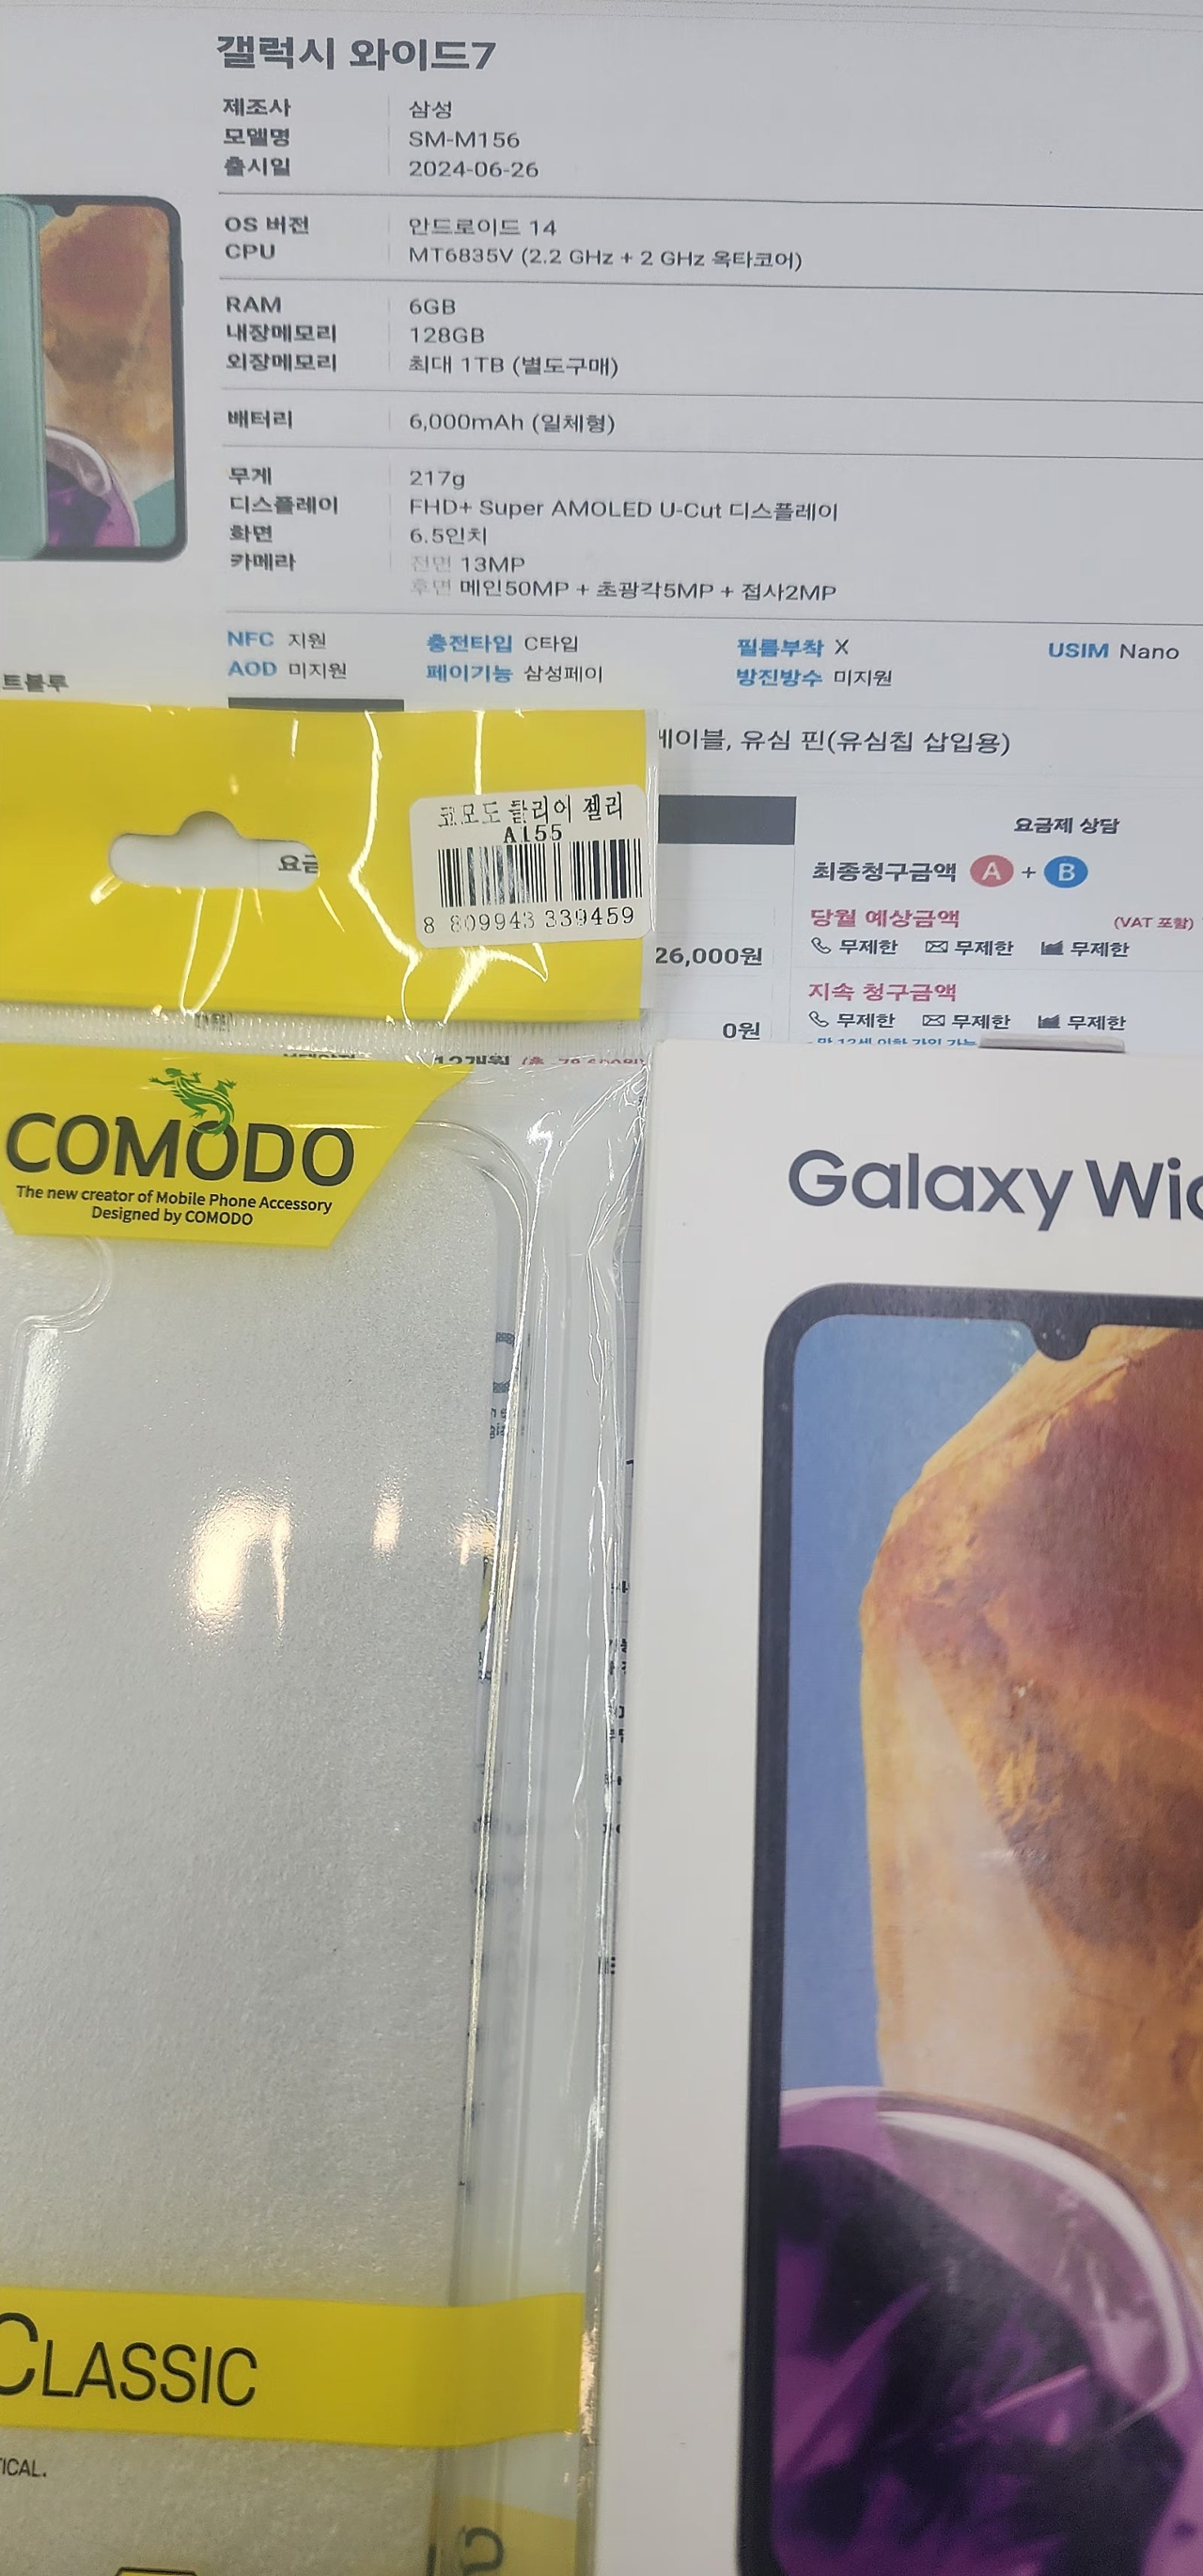 갤럭시 와이드7
제조사 삼성
모델명 SM-M156
출시일 2024-06-26
OS 버전 안드로이드 14
CPU MT6835V (2.2 GHz + 2 GHz 옥타코어)
RAM 6GB
내장메모리 128GB
외장메모리 최대 1TB (별도구매)
배터리 6,000mAh (일체형)
무게 217g
디스플레이 FHD+ Super AMOLED U-Cut 디스플레이
화면 6.5인치
카메라 전면 13MP
후면 메인50MP + 초광각5MP + 접사2MP
NFC 지원 충전타입 C타입 필름부착 X USIM Nano
AOD 미지원 페이기능 삼성페이 방진방수 미지원
트블루
유심 핀(유심칩 삽입용)
코모도 클리어 젤리
A155
8 809943 339459
요금
요금제 상담
최종청구금액 A + B
당월 예상금액 (VAT 포함)
무제한 무제한 무제한
26,000원
지속 청구금액
0원
무제한 무제한 무제한
12개월
COMODO
The new creator of Mobile Phone Accessory
Designed by COMODO
Galaxy Wi
CLASSIC
ICAL.